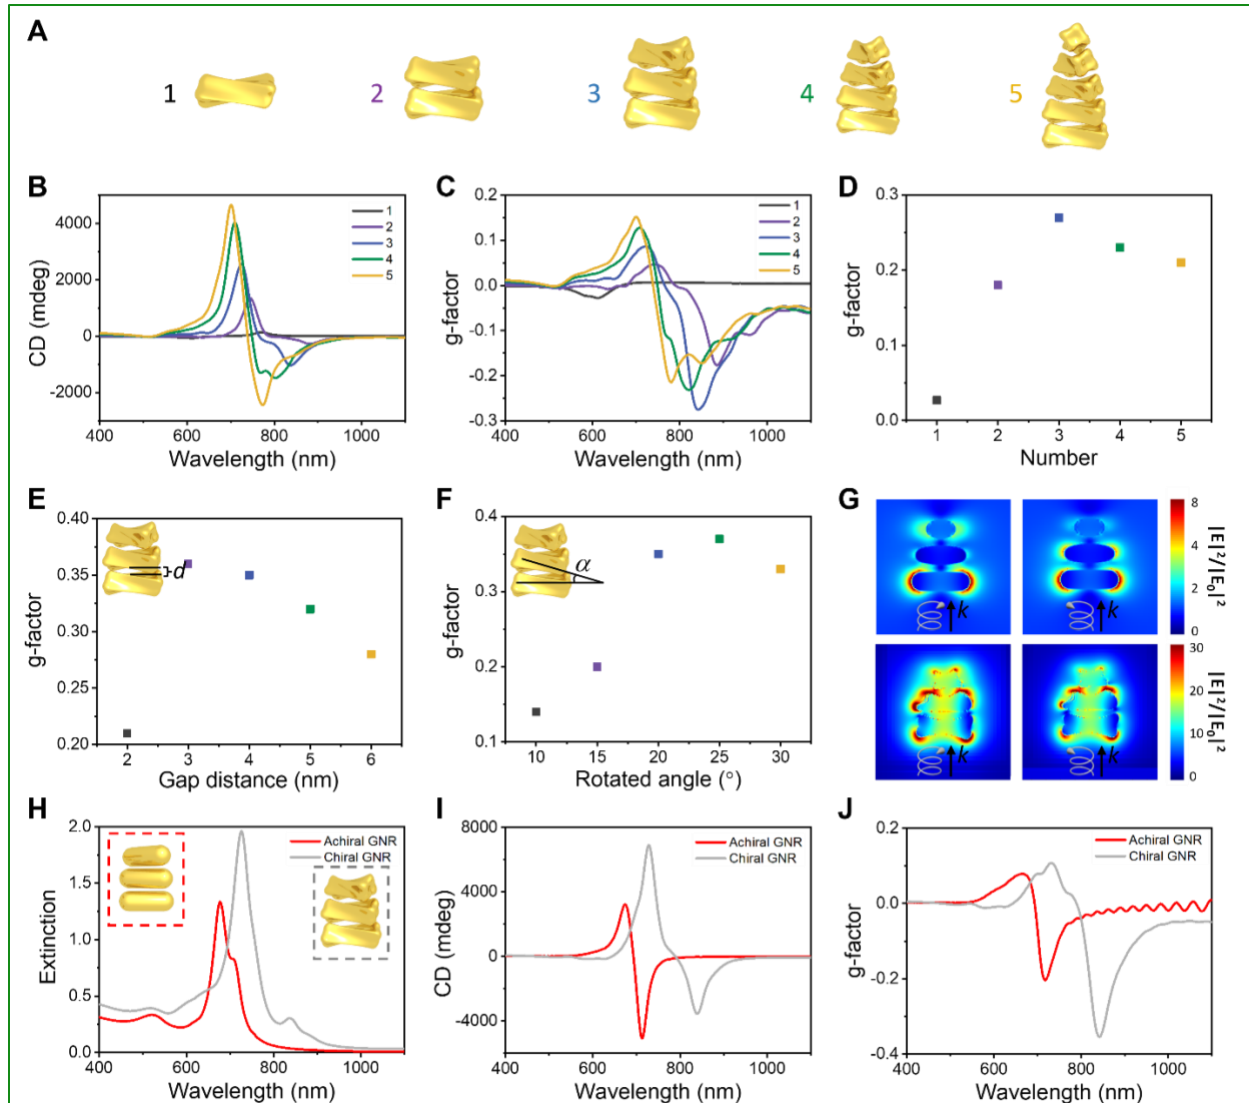 A
1 2 3 4 5
B
CD (mdeg)
4000
2000
0
-2000
400 600 800 1000
Wavelength (nm)
1
2
3
4
5
C
g-factor
0.2
0.1
0.0
-0.1
-0.2
-0.3
400 600 800 1000
Wavelength (nm)
1
2
3
4
5
D
g-factor
0.3
0.2
0.1
0.0
1 2 3 4 5
Number
E
g-factor
0.40
0.35
0.30
0.25
0.20
d
2 3 4 5 6
Gap distance (nm)
F
g-factor
0.4
0.3
0.2
0.1
α
10 15 20 25 30
Rotated angle (°)
G
k
k
8
4
2
0
|E|²/|E₀|²
k
k
30
20
10
0
|E|²/|E₀|²
H
Extinction
2.0
1.5
1.0
0.5
0.0
Achiral GNR
Chiral GNR
400 600 800 1000
Wavelength (nm)
I
CD (mdeg)
8000
4000
0
-4000
Achiral GNR
Chiral GNR
400 600 800 1000
Wavelength (nm)
J
g-factor
0.2
0.0
-0.2
-0.4
Achiral GNR
Chiral GNR
400 600 800 1000
Wavelength (nm)